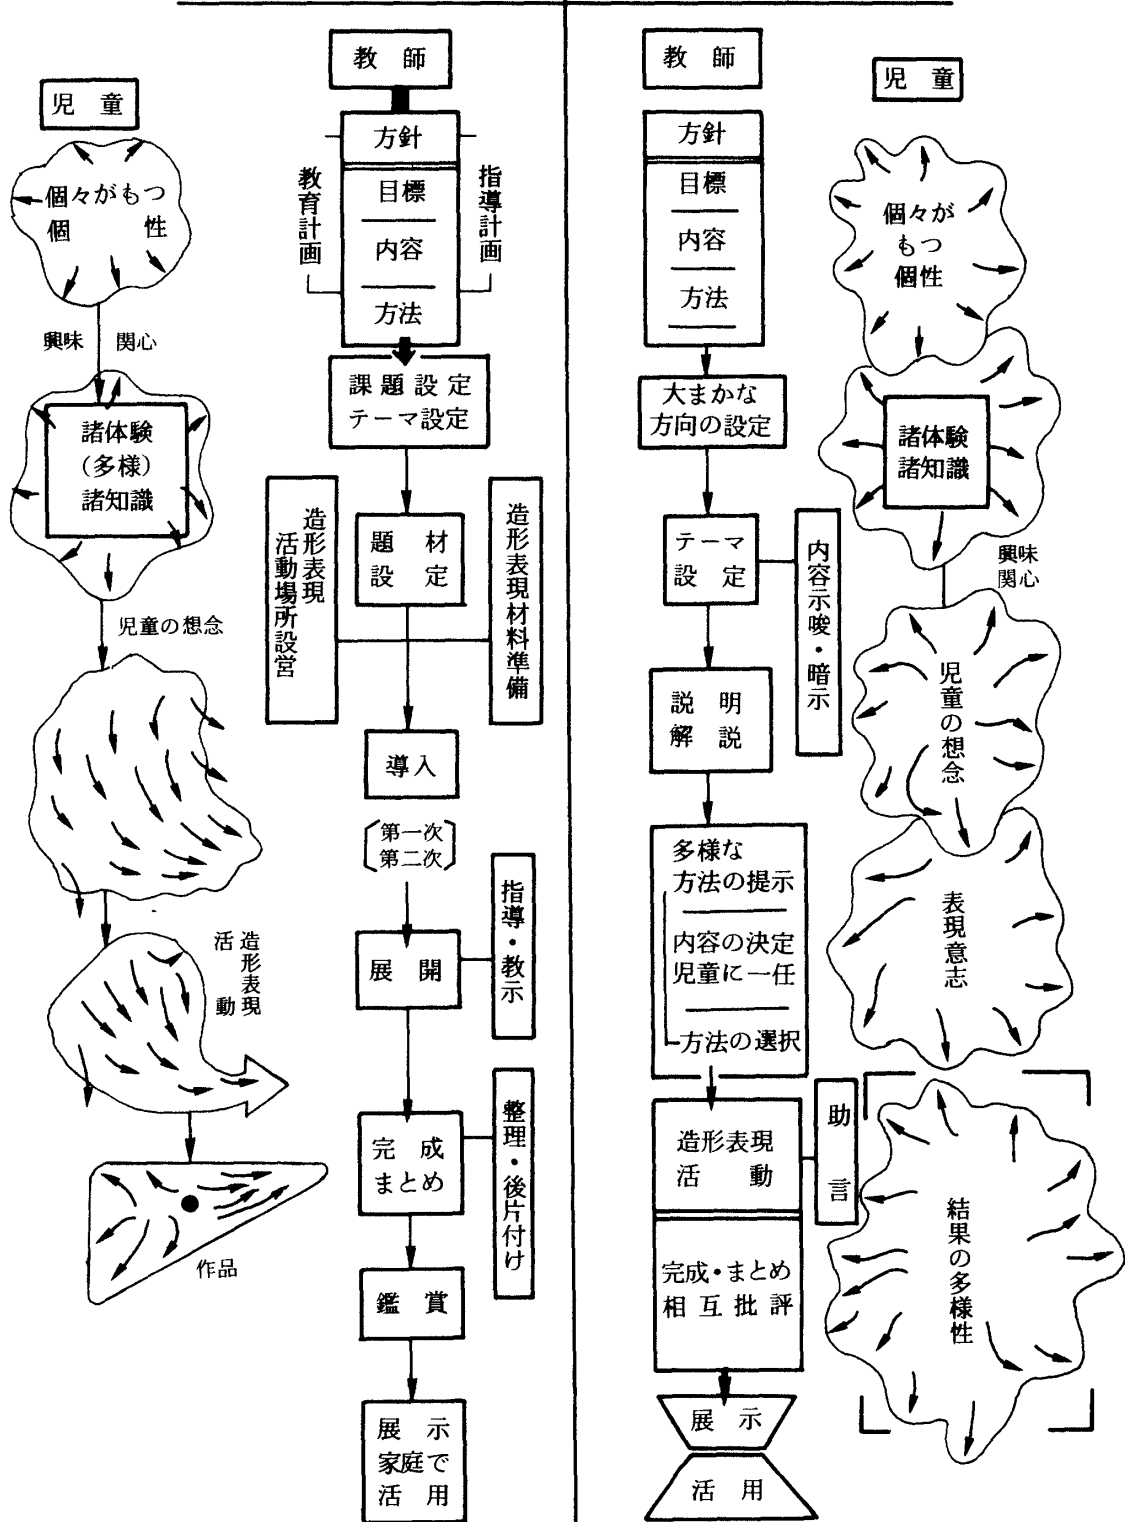 児童
個々がもつ
個性
興味 関心
諸体験
(多様)
諸知識
児童の想念
造形表現
活動
作品
教師
方針
目標
内容
方法
教育計画
指導計画
課題設定
テーマ設定
造形表現
活動場所設営
題材
設定
造形表現材料準備
導入
第一次
第二次
展開
指導・教示
完成
まとめ
整理・後片付け
鑑賞
展示
家庭で
活用
教師
方針
目標
内容
方法
大まかな
方向の設定
テーマ
設定
内容示唆・暗示
説明
解説
多様な
方法の提示
内容の決定
児童に一任
方法の選択
造形表現
活動
助言
完成・まとめ
相互批評
展示
活用
児童
個々が
もつ
個性
諸体験
諸知識
興味
関心
児童の想念
表現意志
結果の多様性